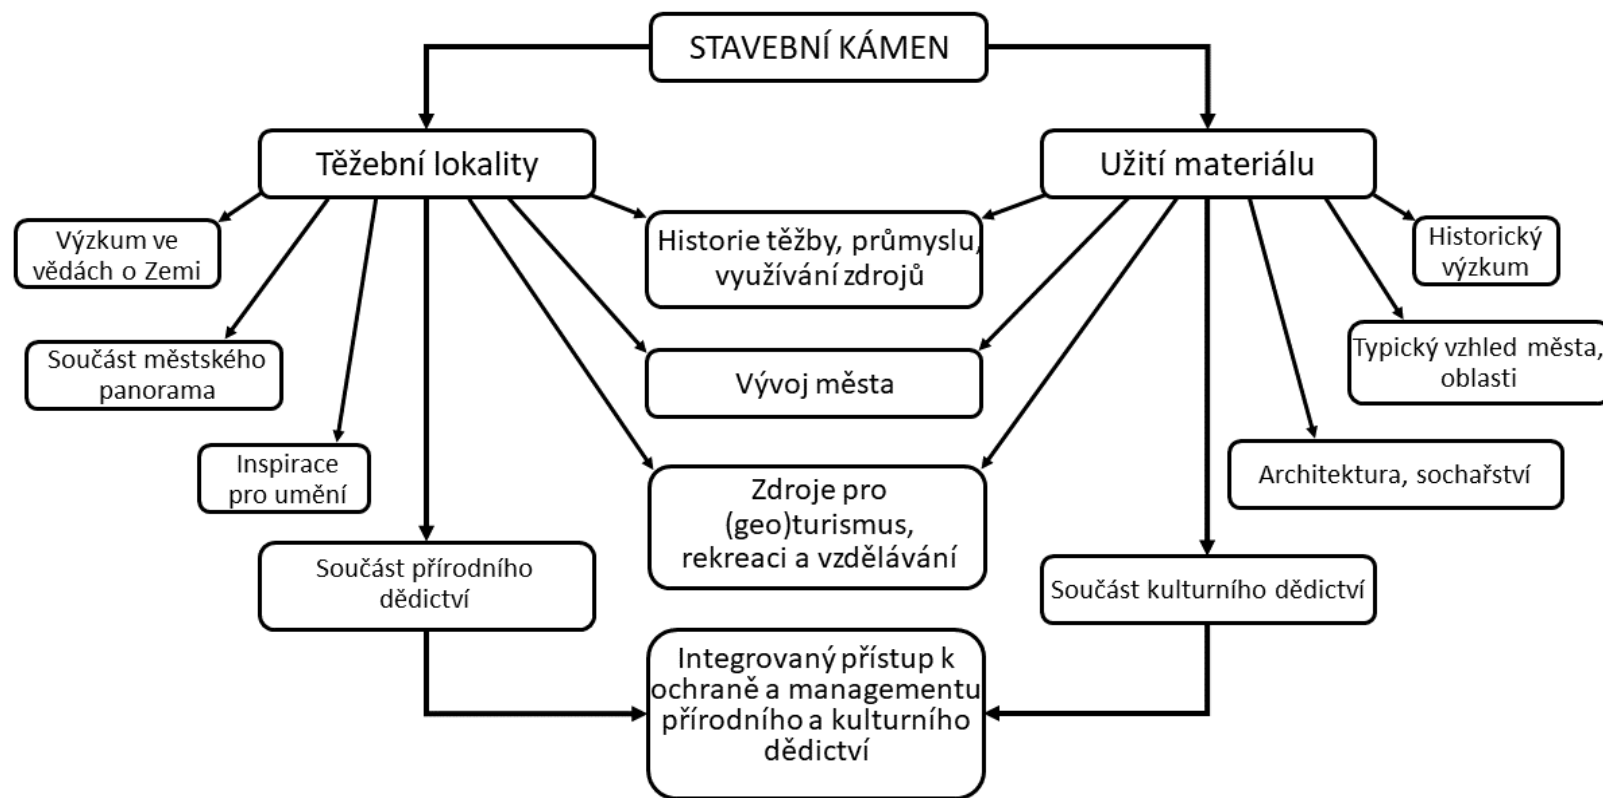 STAVEBNÍ KÁMEN
Těžební lokality
Užití materiálu
Výzkum ve
vědách o Zemi
Historie těžby, průmyslu,
využívání zdrojů
Historický
výzkum
Součást městského
panorama
Vývoj města
Typický vzhled města,
oblasti
Inspirace
pro umění
Zdroje pro
(geo)turismus,
rekreaci a vzdělávání
Architektura, sochařství
Součást přírodního
dědictví
Součást kulturního dědictví
Integrovaný přístup k
ochraně a managementu
přírodního a kulturního
dědictví